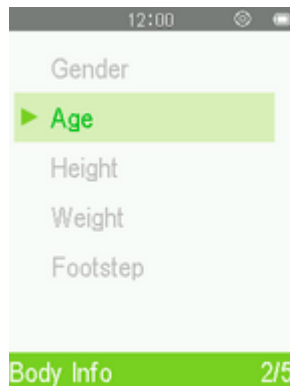 12:00
Gender
Age
Height
Weight
Footstep
Body Info 2/5